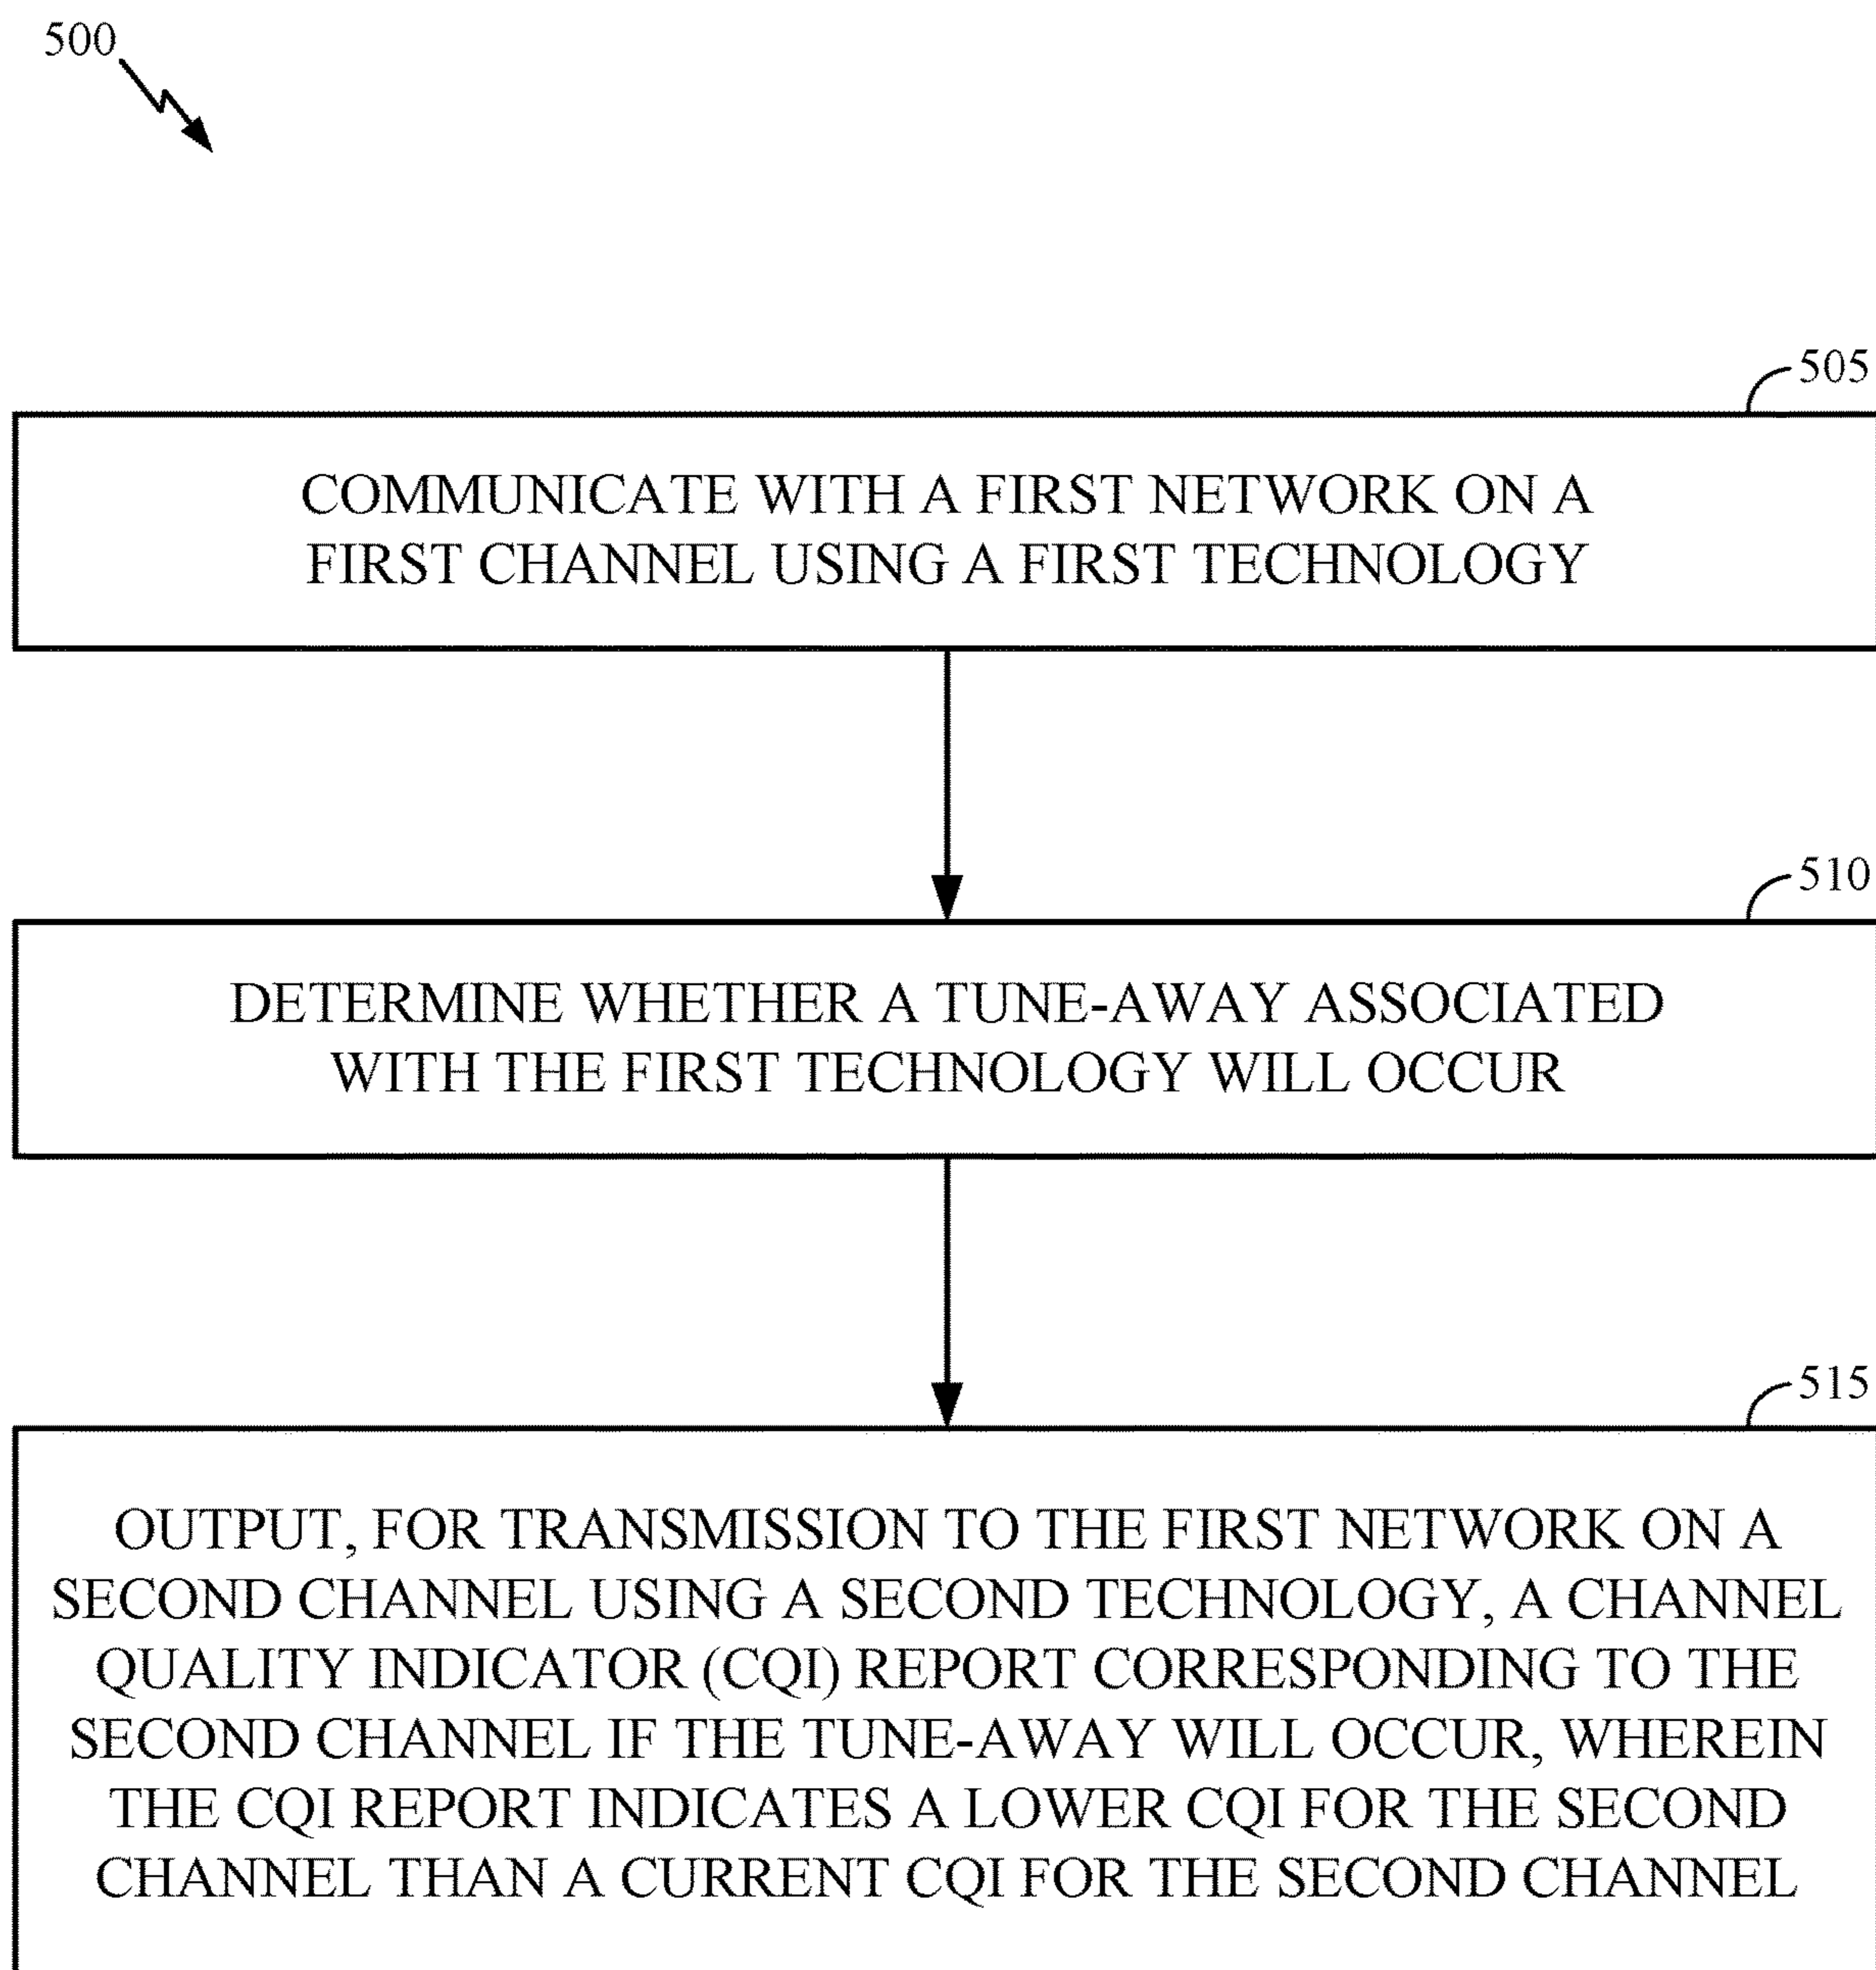 500
505
COMMUNICATE WITH A FIRST NETWORK ON A
FIRST CHANNEL USING A FIRST TECHNOLOGY
510
DETERMINE WHETHER A TUNE-AWAY ASSOCIATED
WITH THE FIRST TECHNOLOGY WILL OCCUR
515
OUTPUT, FOR TRANSMISSION TO THE FIRST NETWORK ON A
SECOND CHANNEL USING A SECOND TECHNOLOGY, A CHANNEL
QUALITY INDICATOR (CQI) REPORT CORRESPONDING TO THE
SECOND CHANNEL IF THE TUNE-AWAY WILL OCCUR, WHEREIN
THE CQI REPORT INDICATES A LOWER CQI FOR THE SECOND
CHANNEL THAN A CURRENT CQI FOR THE SECOND CHANNEL